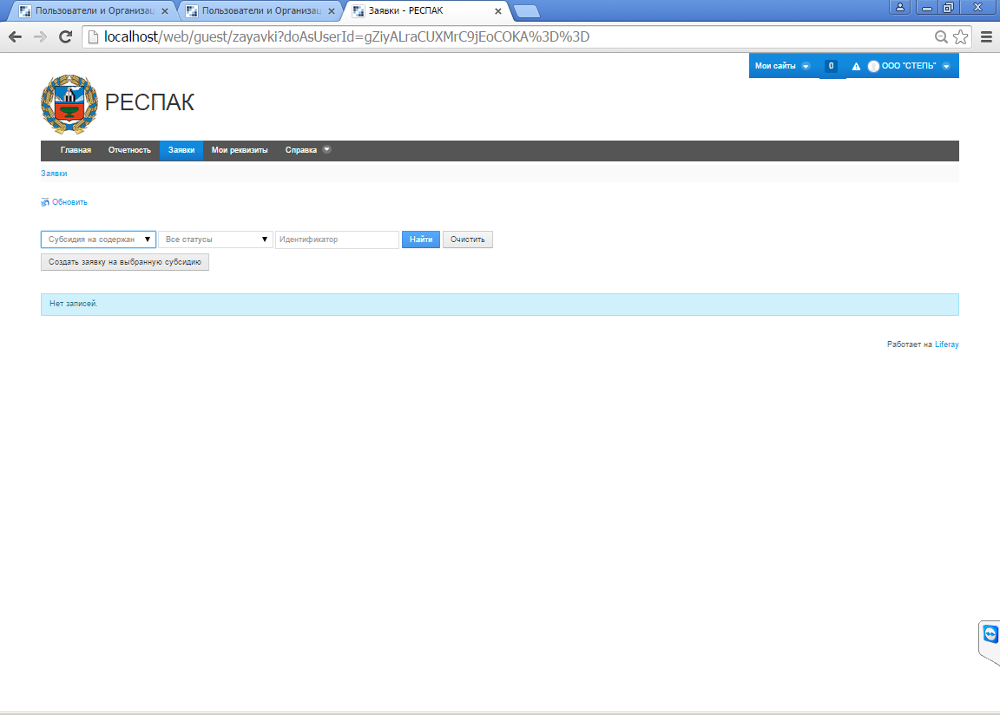 Пользователи и Организац
Пользователи и Организац
Заявки - РЕСПАК
localhost/web/guest/zayavki?doAsUserId=gZiyALraCUXMrC9jEoCOKA%3D%3D
Мои сайты 0 ООО "СТЕПЬ"
РЕСПАК
Главная Отчетность Заявки Мои реквизиты Справка
Заявки
Обновить
Субсидия на содержан Все статусы Идентификатор Найти Очистить
Создать заявку на выбранную субсидию
Нет записей.
Работает на Liferay